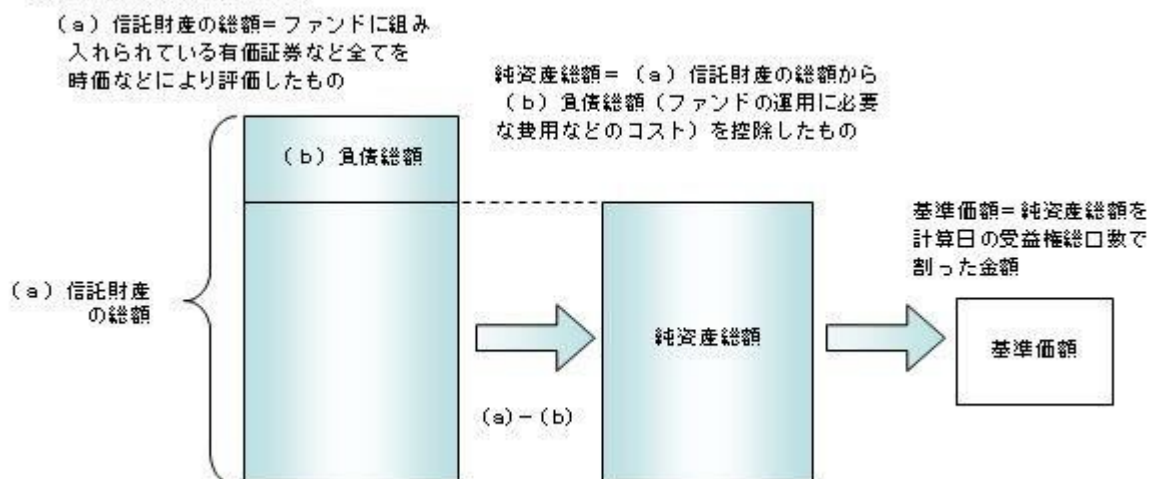 (a)信託財産の総額=ファンドに組み
入れられている有価証券など全てを
時価などにより評価したもの
純資産総額=(a)信託財産の総額から
(b)負債総額(ファンドの運用に必要
な費用などのコスト)を控除したもの
(b)負債総額
基準価額=純資産総額を
計算日の受益権総口数で
割った金額
(a)信託財産
の総額
純資産総額
基準価額
(a)-(b)